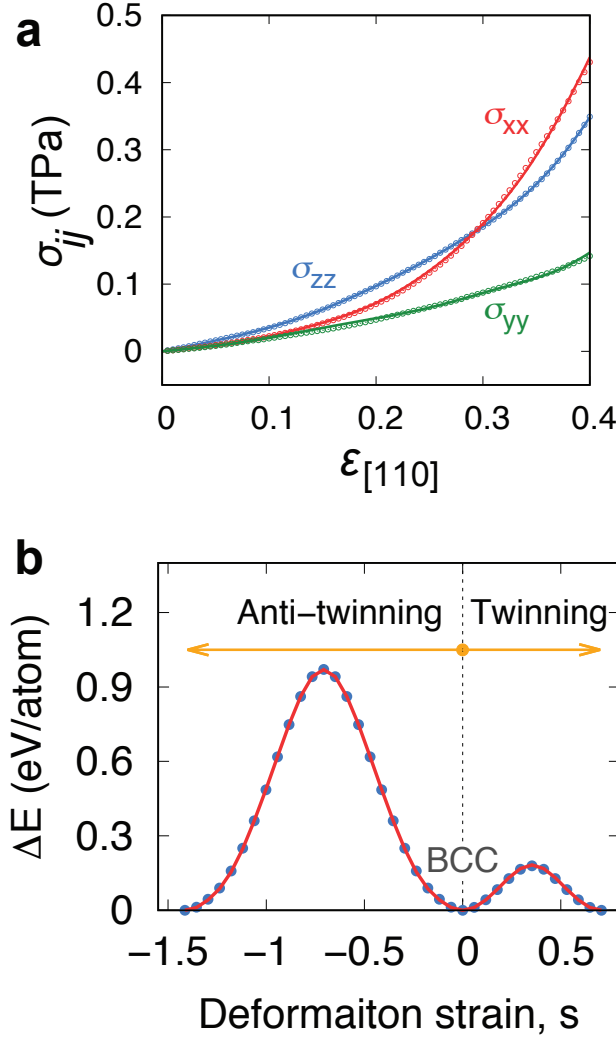 a
0.5
0.4
0.3
0.2
0.1
0
σij (TPa)
σxx
σzz
σyy
0 0.1 0.2 0.3 0.4
ε[110]
b
1.2
0.9
0.6
0.3
0
ΔE (eV/atom)
Anti−twinning Twinning
BCC
−1.5 −1 −0.5 0 0.5
Deformaiton strain, s